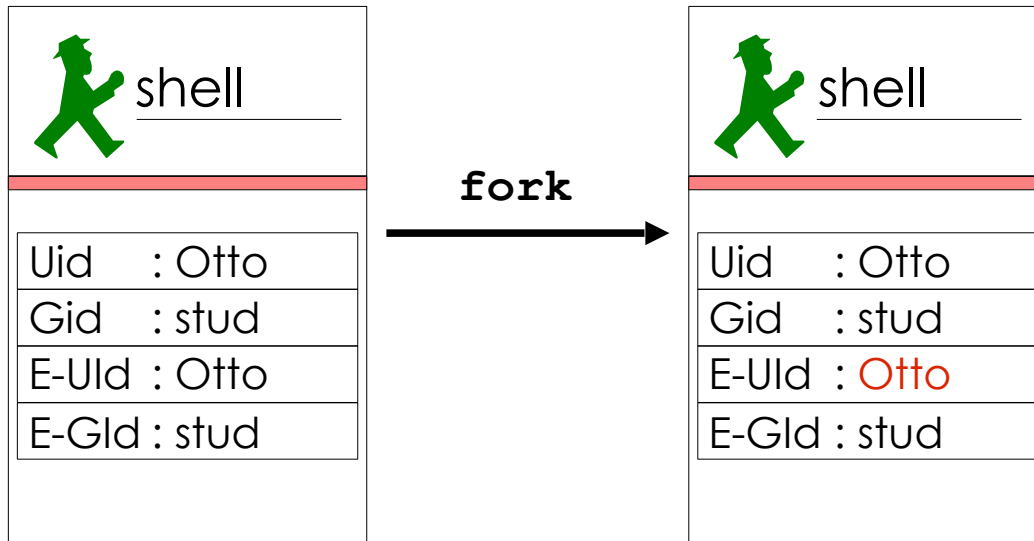 shell
Uid : Otto
Gid : stud
E-UId : Otto
E-GId : stud
fork
shell
Uid : Otto
Gid : stud
E-UId : Otto
E-GId : stud